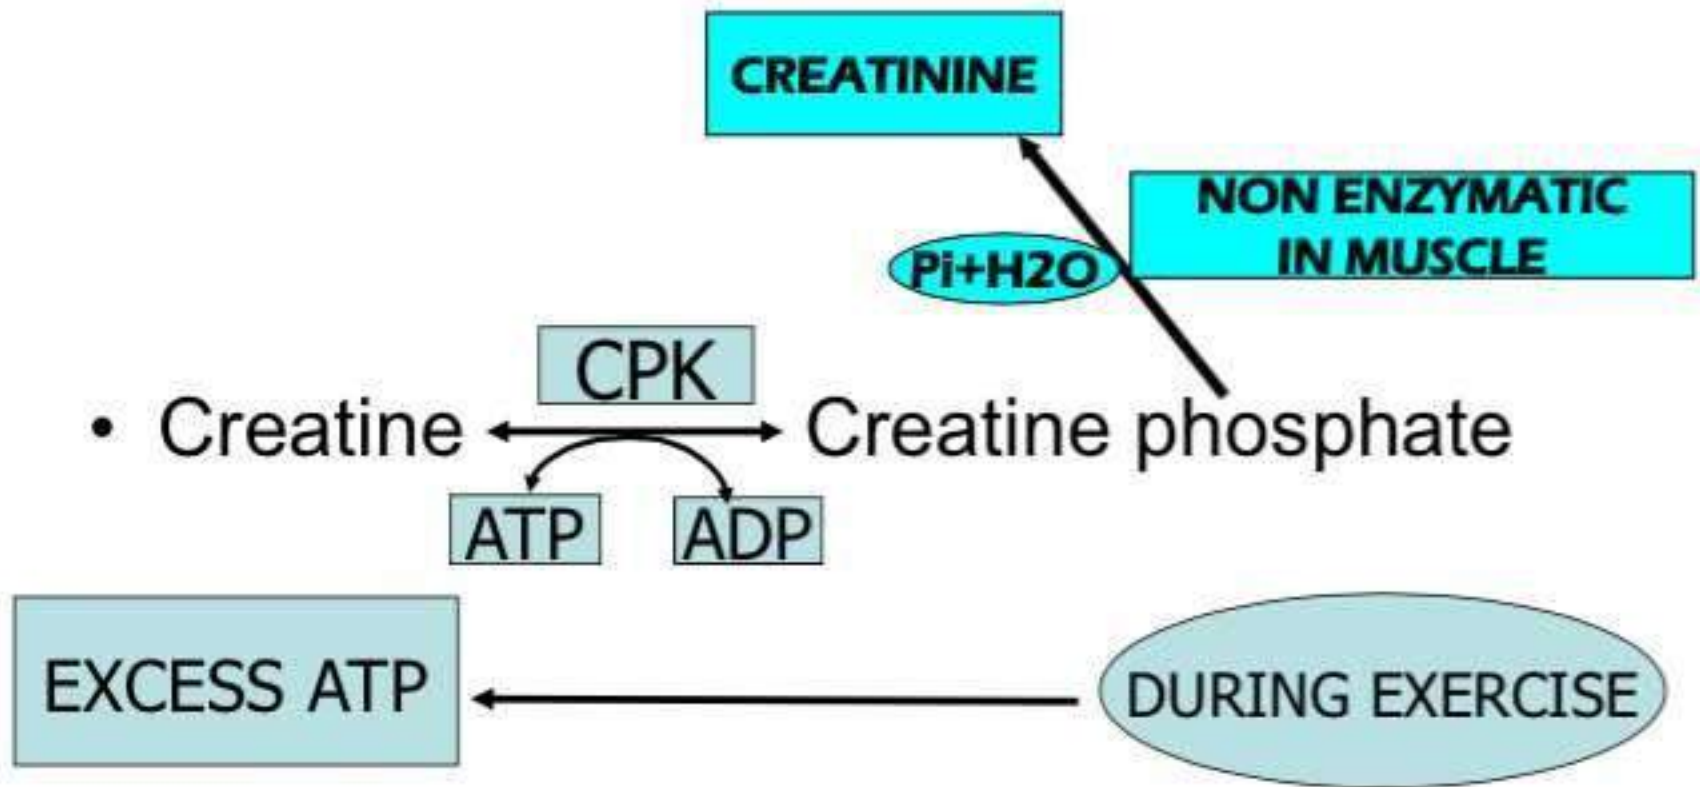 CREATININE
NON ENZYMATIC
IN MUSCLE
Pi+H2O
CPK
• Creatine Creatine phosphate
ATP ADP
EXCESS ATP DURING EXERCISE